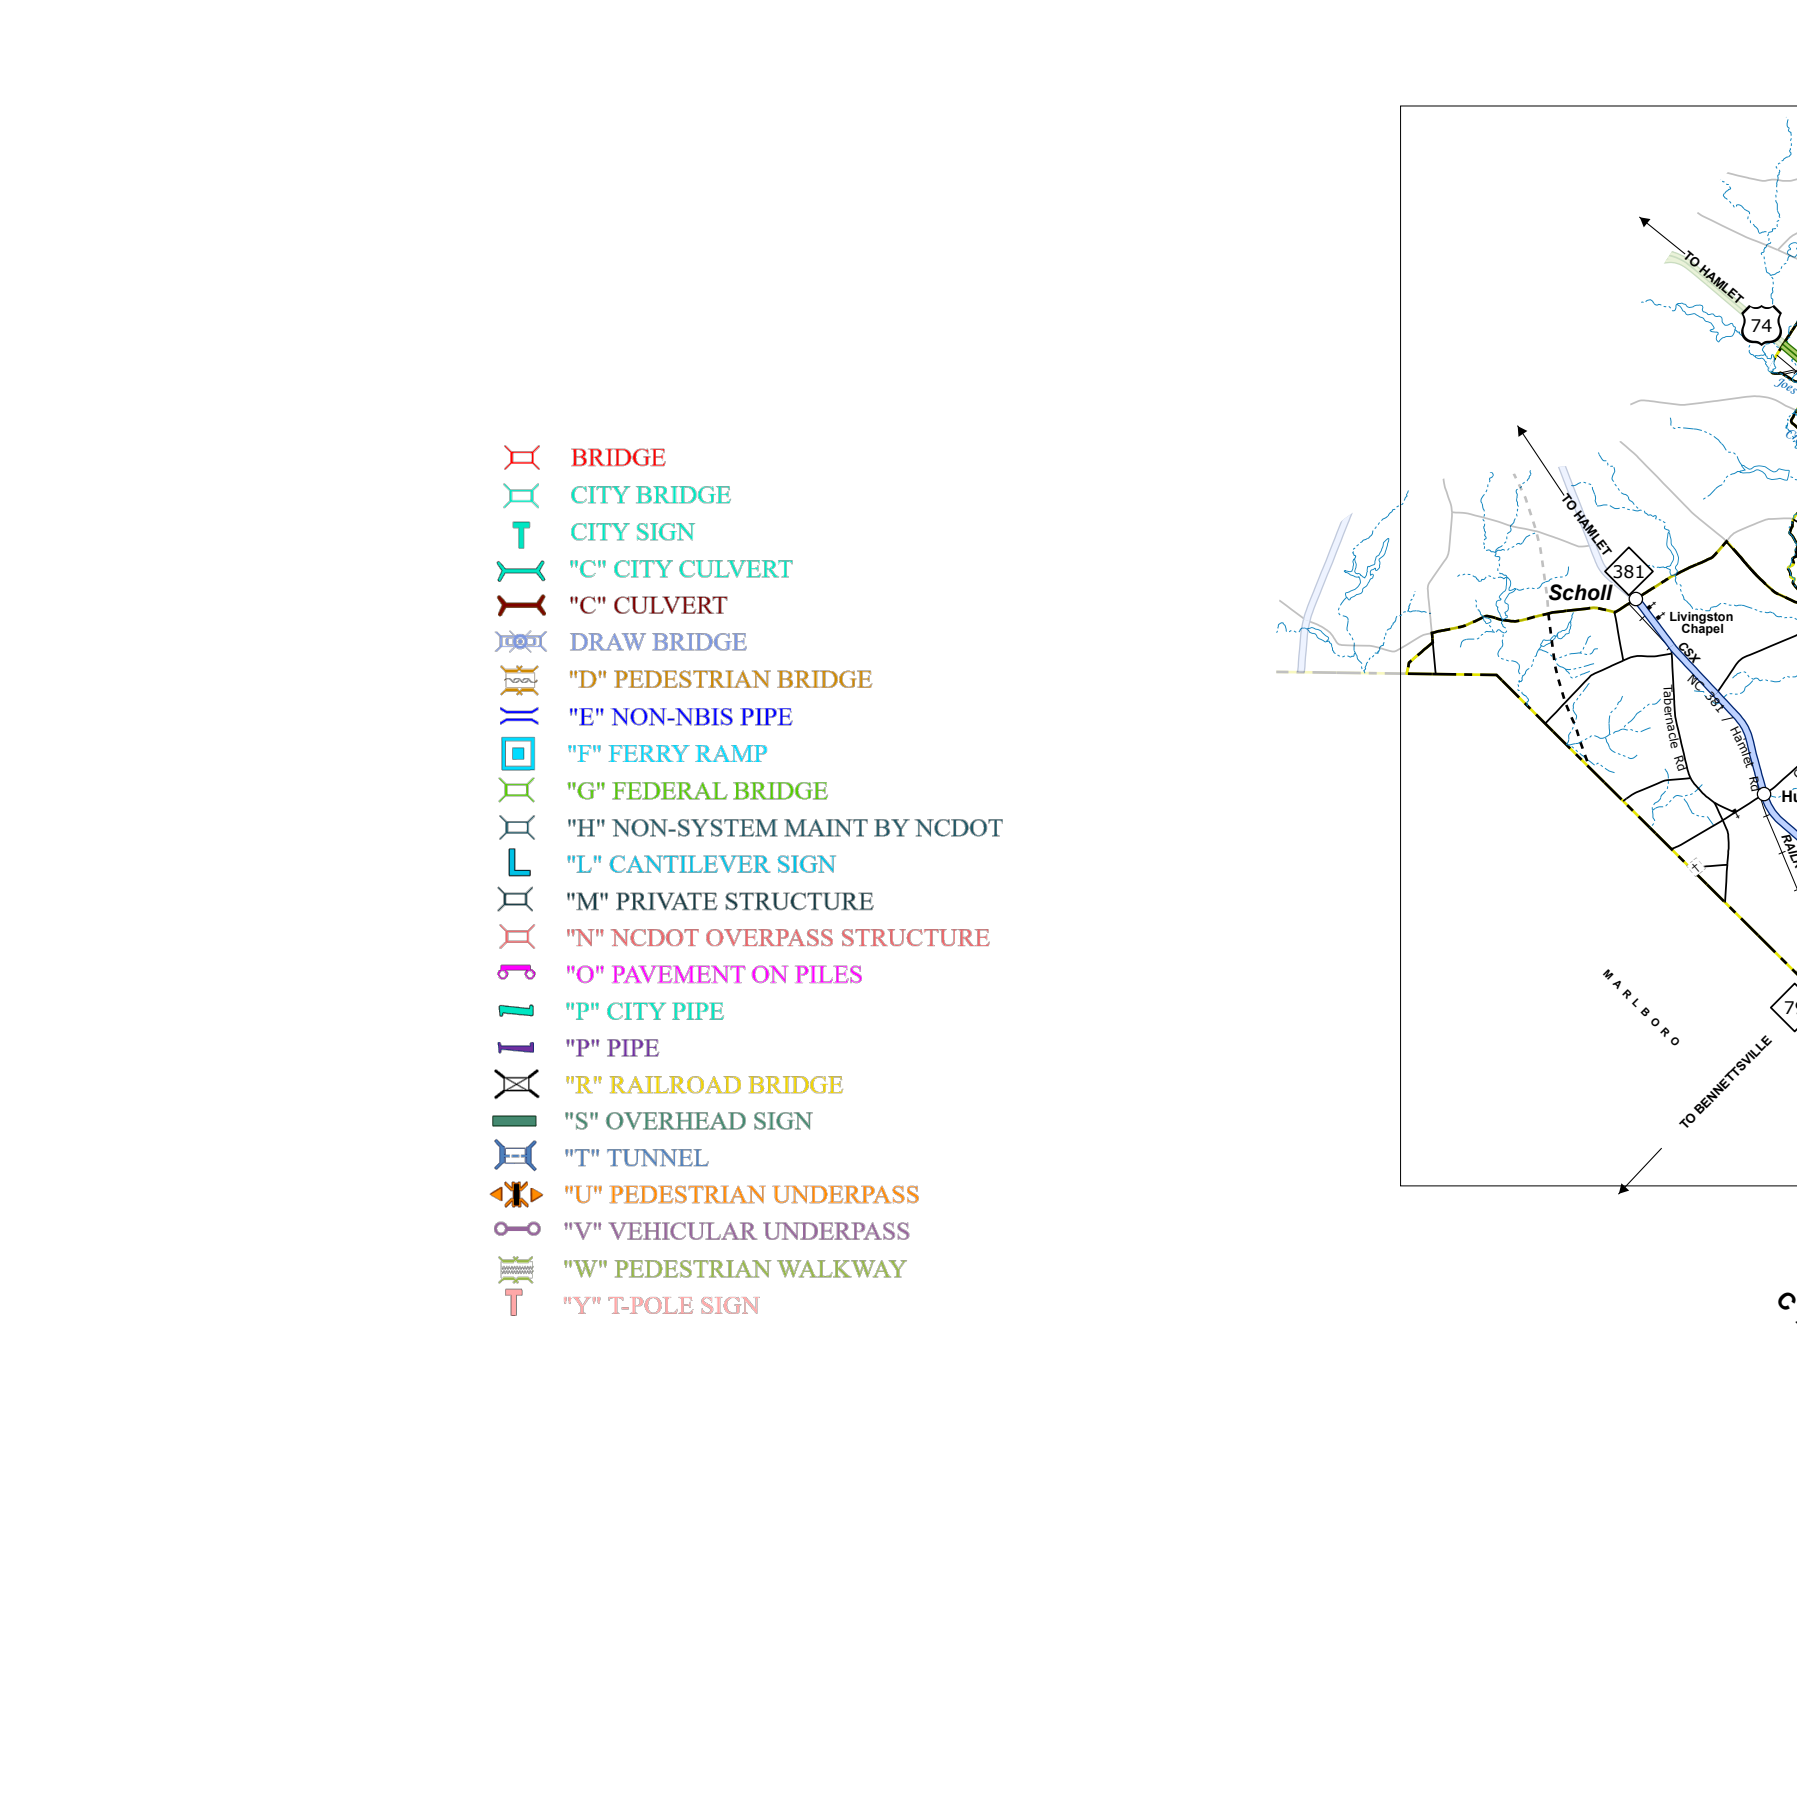 BRIDGE
CITY BRIDGE
CITY SIGN
"C" CITY CULVERT
"C" CULVERT
DRAW BRIDGE
"D" PEDESTRIAN BRIDGE
"E" NON-NBIS PIPE
"F" FERRY RAMP
"G" FEDERAL BRIDGE
"H" NON-SYSTEM MAINT BY NCDOT
"L" CANTILEVER SIGN
"M" PRIVATE STRUCTURE
"N" NCDOT OVERPASS STRUCTURE
"O" PAVEMENT ON PILES
"P" CITY PIPE
"P" PIPE
"R" RAILROAD BRIDGE
"S" OVERHEAD SIGN
"T" TUNNEL
"U" PEDESTRIAN UNDERPASS
"V" VEHICULAR UNDERPASS
"W" PEDESTRIAN WALKWAY
"Y" T-POLE SIGN
TO HAMLET
74
TO HAMLET
381
Scholl
Livingston
Chapel
CSX
NC 381 / Hamlet Rd
Tabernacle Rd
MARLBORO
TO BENNETTSVILLE